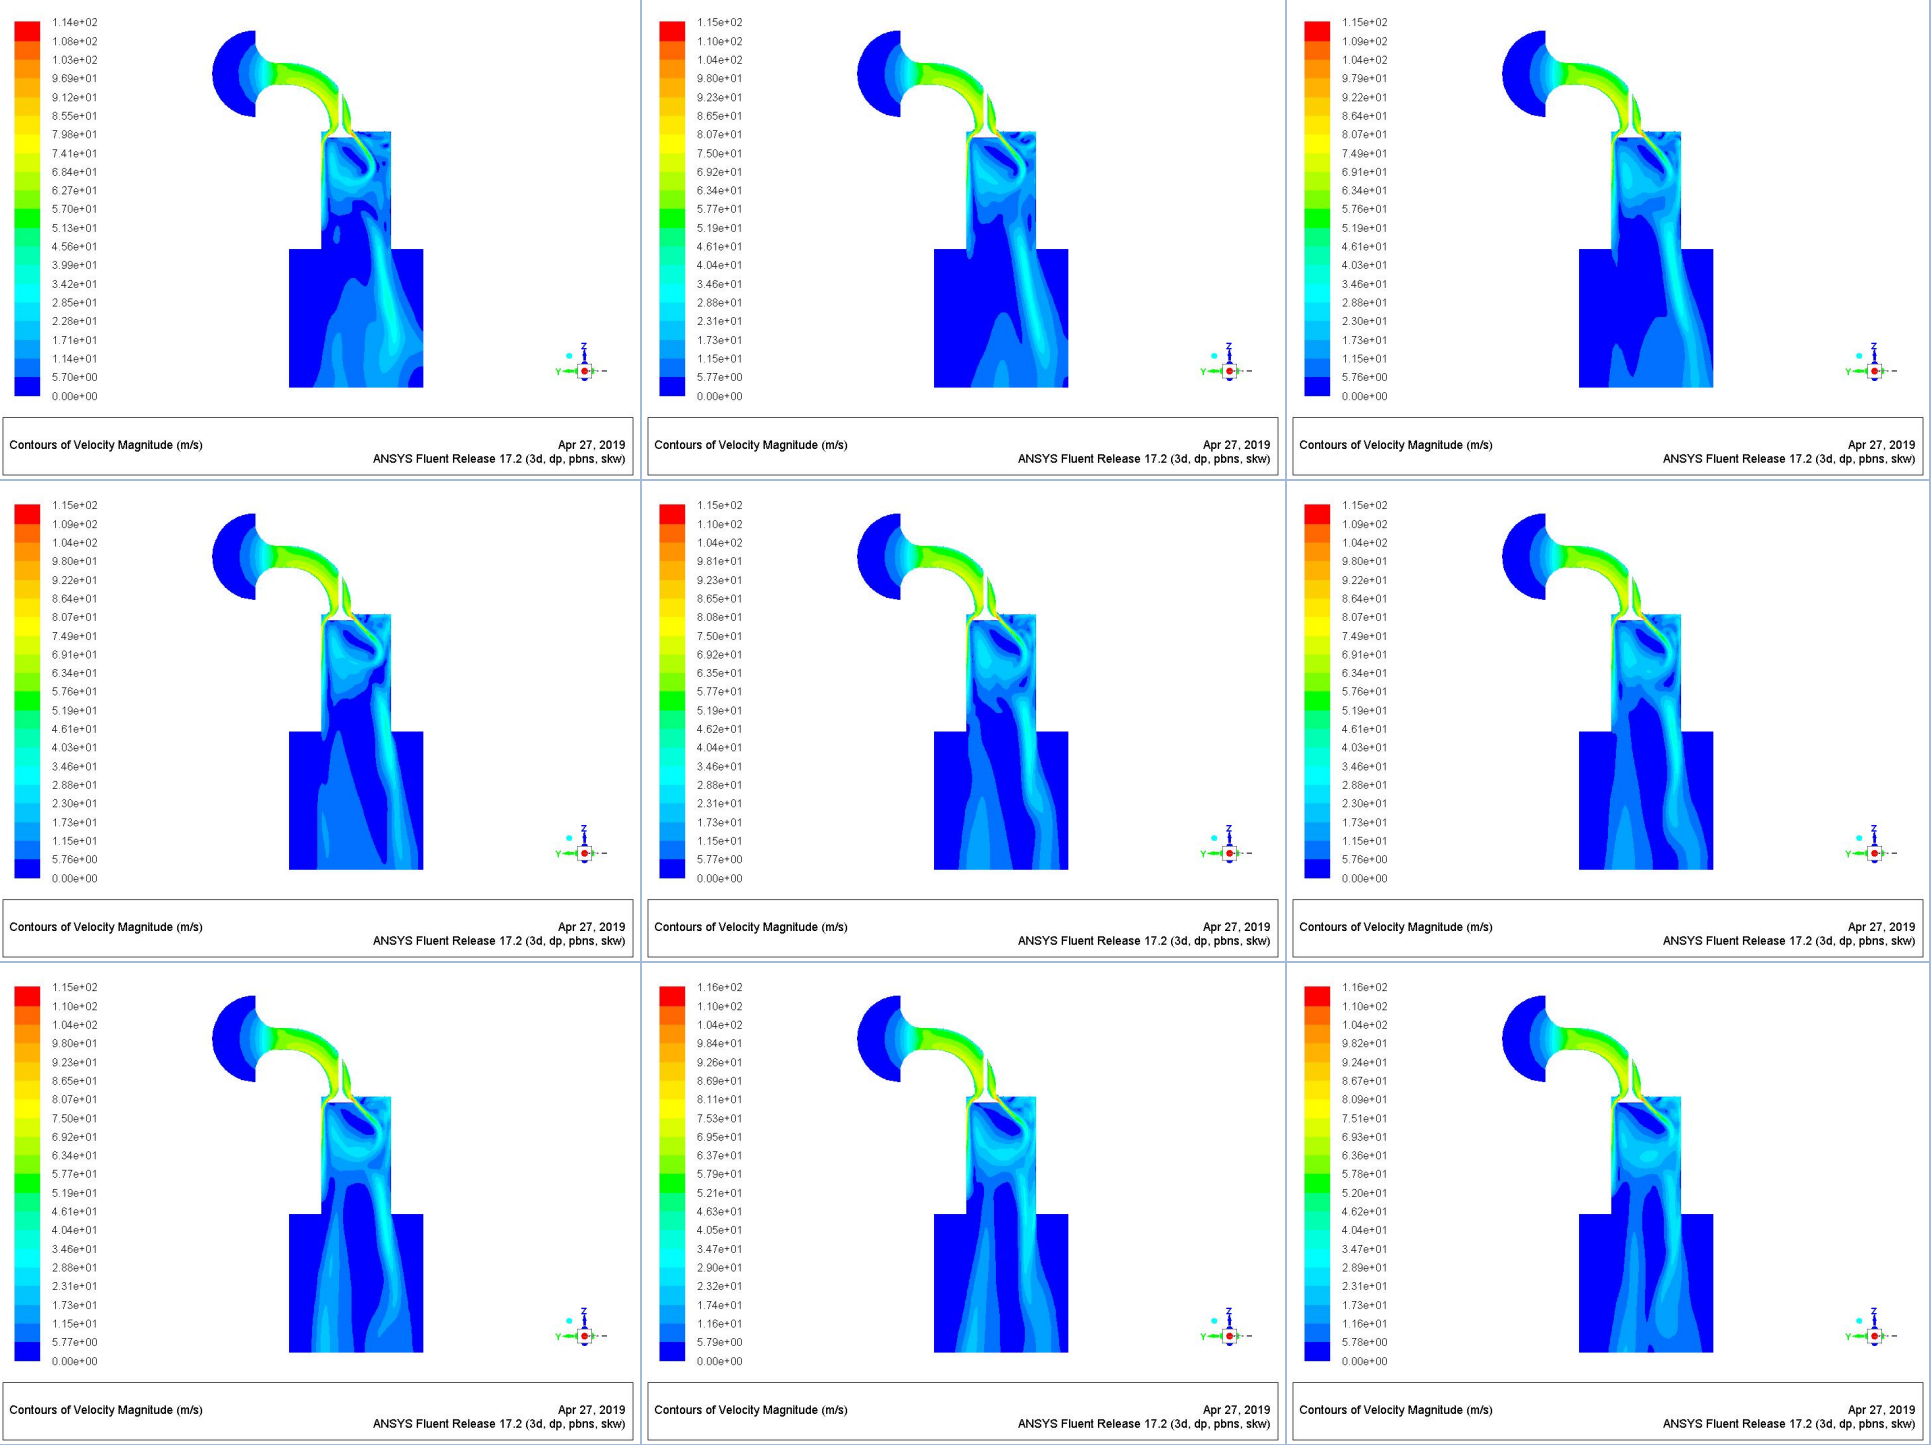 1.14e+02
1.08e+02
1.03e+02
9.69e+01
9.12e+01
8.55e+01
7.98e+01
7.41e+01
6.84e+01
6.27e+01
5.70e+01
5.13e+01
4.56e+01
3.99e+01
3.42e+01
2.85e+01
2.28e+01
1.71e+01
1.14e+01
5.70e+00
0.00e+00
Z
Y
Contours of Velocity Magnitude (m/s)
Apr 27, 2019
ANSYS Fluent Release 17.2 (3d, dp, pbns, skw)
1.15e+02
1.10e+02
1.04e+02
9.80e+01
9.23e+01
8.65e+01
8.07e+01
7.50e+01
6.92e+01
6.34e+01
5.77e+01
5.19e+01
4.61e+01
4.04e+01
3.46e+01
2.88e+01
2.31e+01
1.73e+01
1.15e+01
5.77e+00
0.00e+00
Z
Y
Contours of Velocity Magnitude (m/s)
Apr 27, 2019
ANSYS Fluent Release 17.2 (3d, dp, pbns, skw)
1.15e+02
1.09e+02
1.04e+02
9.79e+01
9.22e+01
8.64e+01
8.07e+01
7.49e+01
6.91e+01
6.34e+01
5.76e+01
5.19e+01
4.61e+01
4.03e+01
3.46e+01
2.88e+01
2.30e+01
1.73e+01
1.15e+01
5.76e+00
0.00e+00
Z
Y
Contours of Velocity Magnitude (m/s)
Apr 27, 2019
ANSYS Fluent Release 17.2 (3d, dp, pbns, skw)
1.15e+02
1.09e+02
1.04e+02
9.80e+01
9.22e+01
8.64e+01
8.07e+01
7.49e+01
6.91e+01
6.34e+01
5.76e+01
5.19e+01
4.61e+01
4.03e+01
3.46e+01
2.88e+01
2.30e+01
1.73e+01
1.15e+01
5.76e+00
0.00e+00
Z
Y
Contours of Velocity Magnitude (m/s)
Apr 27, 2019
ANSYS Fluent Release 17.2 (3d, dp, pbns, skw)
1.15e+02
1.10e+02
1.04e+02
9.81e+01
9.23e+01
8.65e+01
8.08e+01
7.50e+01
6.92e+01
6.35e+01
5.77e+01
5.19e+01
4.62e+01
4.04e+01
3.46e+01
2.88e+01
2.31e+01
1.73e+01
1.15e+01
5.77e+00
0.00e+00
Z
Y
Contours of Velocity Magnitude (m/s)
Apr 27, 2019
ANSYS Fluent Release 17.2 (3d, dp, pbns, skw)
1.15e+02
1.09e+02
1.04e+02
9.80e+01
9.22e+01
8.64e+01
8.07e+01
7.49e+01
6.91e+01
6.34e+01
5.76e+01
5.19e+01
4.61e+01
4.03e+01
3.46e+01
2.88e+01
2.30e+01
1.73e+01
1.15e+01
5.76e+00
0.00e+00
Z
Y
Contours of Velocity Magnitude (m/s)
Apr 27, 2019
ANSYS Fluent Release 17.2 (3d, dp, pbns, skw)
1.15e+02
1.10e+02
1.04e+02
9.80e+01
9.23e+01
8.65e+01
8.07e+01
7.50e+01
6.92e+01
6.34e+01
5.77e+01
5.19e+01
4.61e+01
4.04e+01
3.46e+01
2.88e+01
2.31e+01
1.73e+01
1.15e+01
5.77e+00
0.00e+00
Z
Y
Contours of Velocity Magnitude (m/s)
Apr 27, 2019
ANSYS Fluent Release 17.2 (3d, dp, pbns, skw)
1.16e+02
1.10e+02
1.04e+02
9.84e+01
9.26e+01
8.69e+01
8.11e+01
7.53e+01
6.95e+01
6.37e+01
5.79e+01
5.21e+01
4.63e+01
4.05e+01
3.47e+01
2.90e+01
2.32e+01
1.74e+01
1.16e+01
5.79e+00
0.00e+00
Z
Y
Contours of Velocity Magnitude (m/s)
Apr 27, 2019
ANSYS Fluent Release 17.2 (3d, dp, pbns, skw)
1.16e+02
1.10e+02
1.04e+02
9.82e+01
9.24e+01
8.67e+01
8.09e+01
7.51e+01
6.93e+01
6.36e+01
5.78e+01
5.20e+01
4.62e+01
4.04e+01
3.47e+01
2.89e+01
2.31e+01
1.73e+01
1.16e+01
5.78e+00
0.00e+00
Z
Y
Contours of Velocity Magnitude (m/s)
Apr 27, 2019
ANSYS Fluent Release 17.2 (3d, dp, pbns, skw)